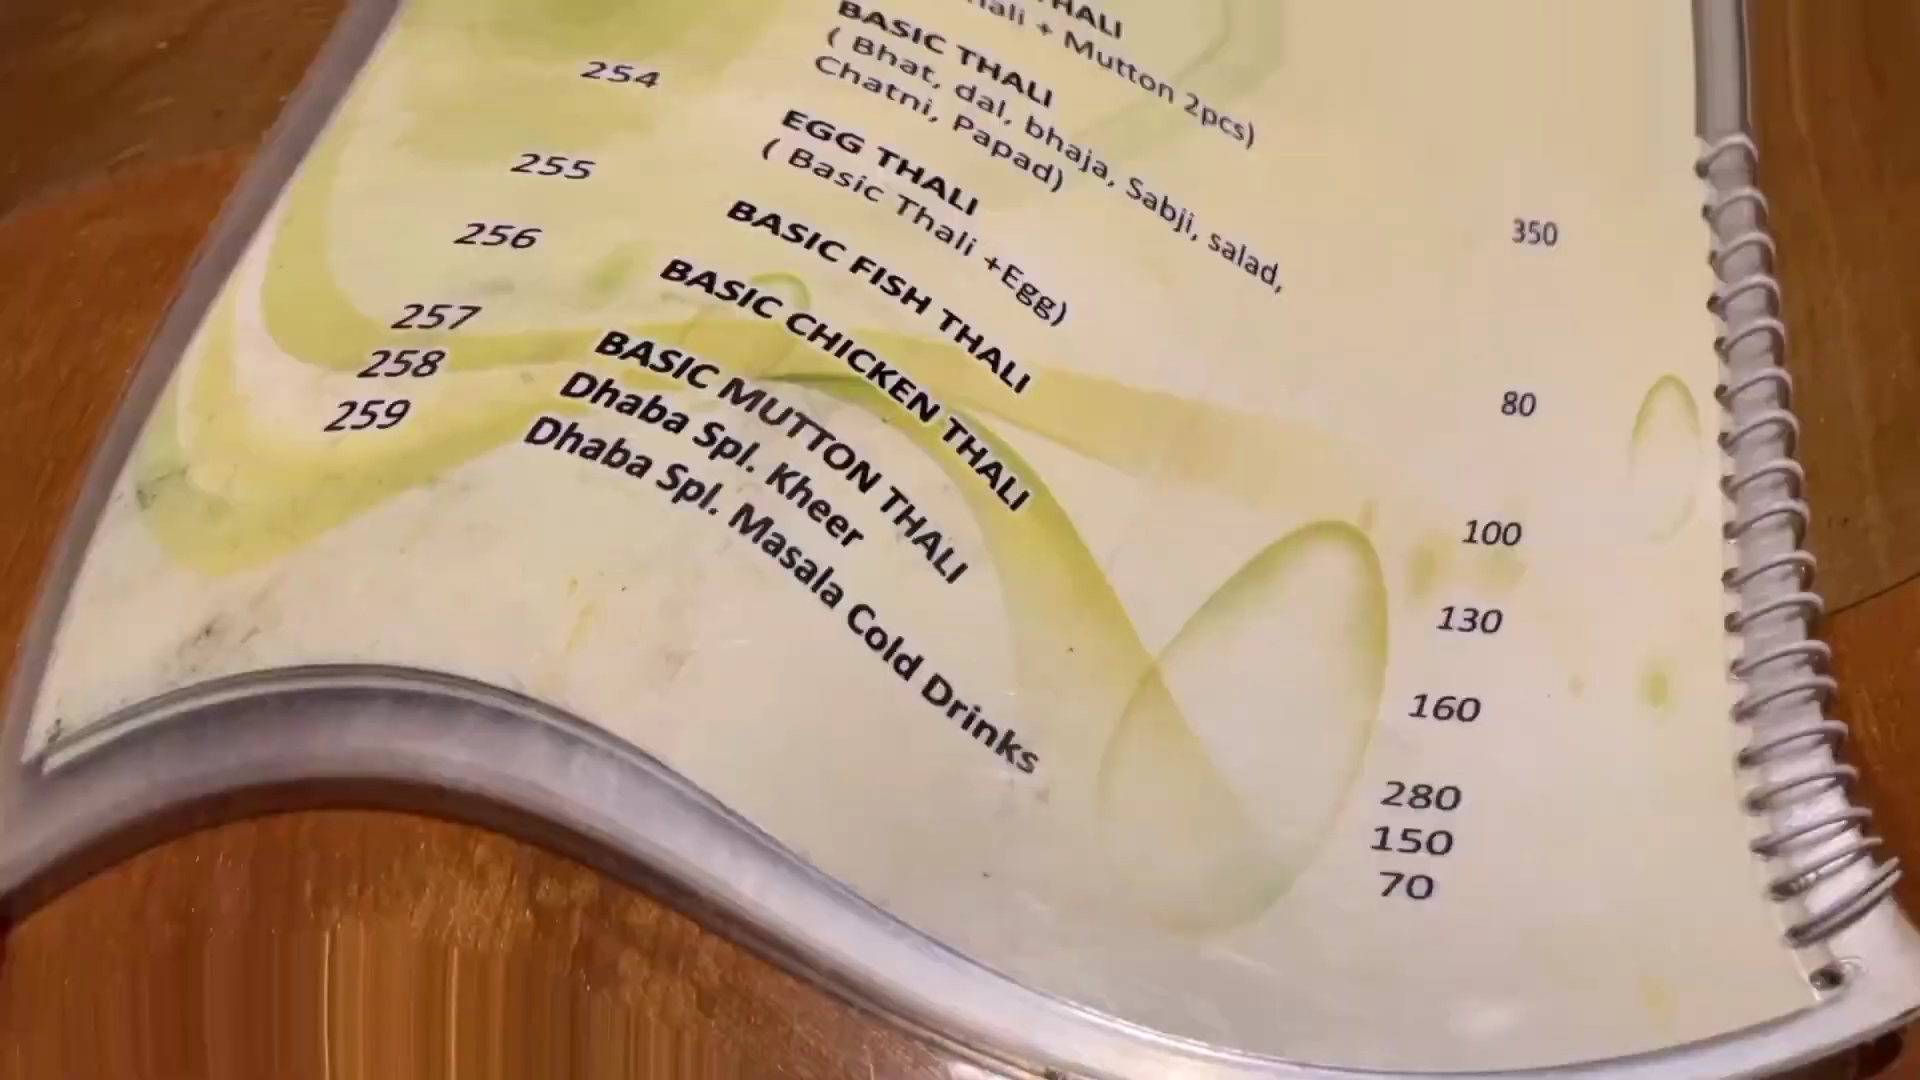 THALI
+ Mutton 2pcs) 350
BASIC THALI
( Bhat, dal, bhaja, Sabji, salad,
Chatni, Papad) 80
254 EGG THALI
( Basic Thali +Egg) 100
255 BASIC FISH THALI 130
256 BASIC CHICKEN THALI 160
257 BASIC MUTTON THALI 280
258 Dhaba Spl. Kheer 150
259 Dhaba Spl. Masala Cold Drinks 70